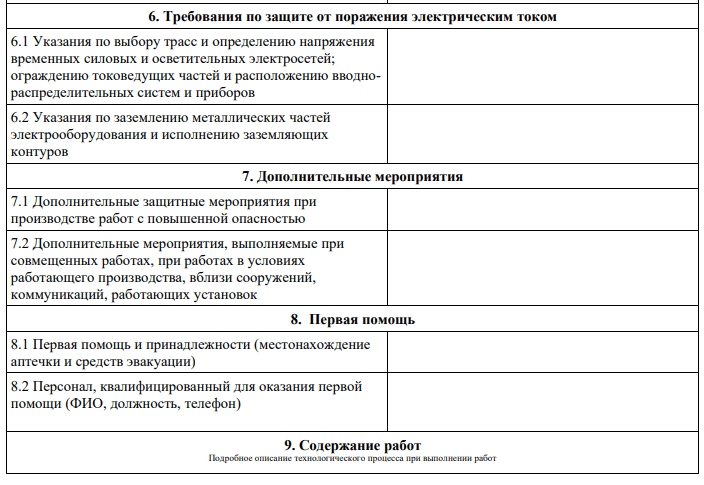 6. Требования по защите от поражения электрическим током
6.1 Указания по выбору трасс и определению напряжения
временных силовых и осветительных электросетей;
ограждению токоведущих частей и расположению вводно-
распределительных систем и приборов
6.2 Указания по заземлению металлических частей
электрооборудования и исполнению заземляющих
контуров
7. Дополнительные мероприятия
7.1 Дополнительные защитные мероприятия при
производстве работ с повышенной опасностью
7.2 Дополнительные мероприятия, выполняемые при
совмещенных работах, при работах в условиях
работающего производства, вблизи сооружений,
коммуникаций, работающих установок
8. Первая помощь
8.1 Первая помощь и принадлежности (местонахождение
аптечки и средств эвакуации)
8.2 Персонал, квалифицированный для оказания первой
помощи (ФИО, должность, телефон)
9. Содержание работ
Подробное описание технологического процесса при выполнении работ